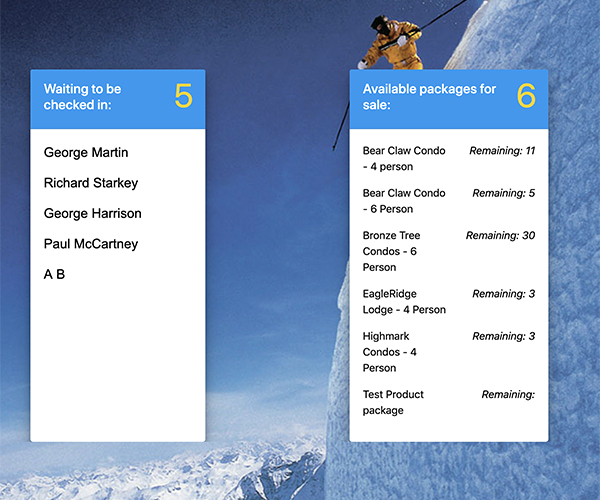 Waiting to be
checked in:
5
George Martin
Richard Starkey
George Harrison
Paul McCartney
A B
Available packages for
sale:
6
Bear Claw Condo
- 4 person
Remaining: 11
Bear Claw Condo
- 6 Person
Remaining: 5
Bronze Tree
Condos - 6
Person
Remaining: 30
EagleRidge
Lodge - 4 Person
Remaining: 3
Highmark
Condos - 4
Person
Remaining: 3
Test Product
package
Remaining: